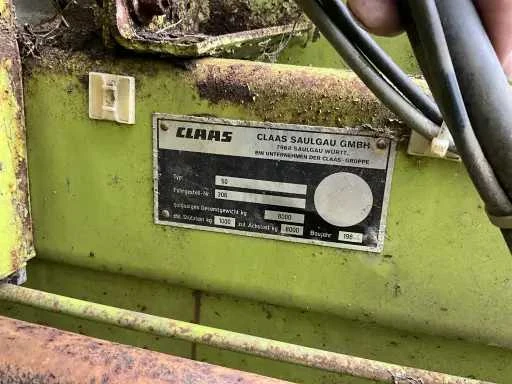 CLAAS
CLAAS SAULGAU GMBH
7968 SAULGAU WÜRTT.
EIN UNTERNEHMEN DER CLAAS-GRUPPE
Typ 50
Fahrgestell-Nr. 206
zulässiges Gesamtgewicht kg 8000
zul. Stützlast kg 1000 zul. Achslast kg 8000 Baujahr 198